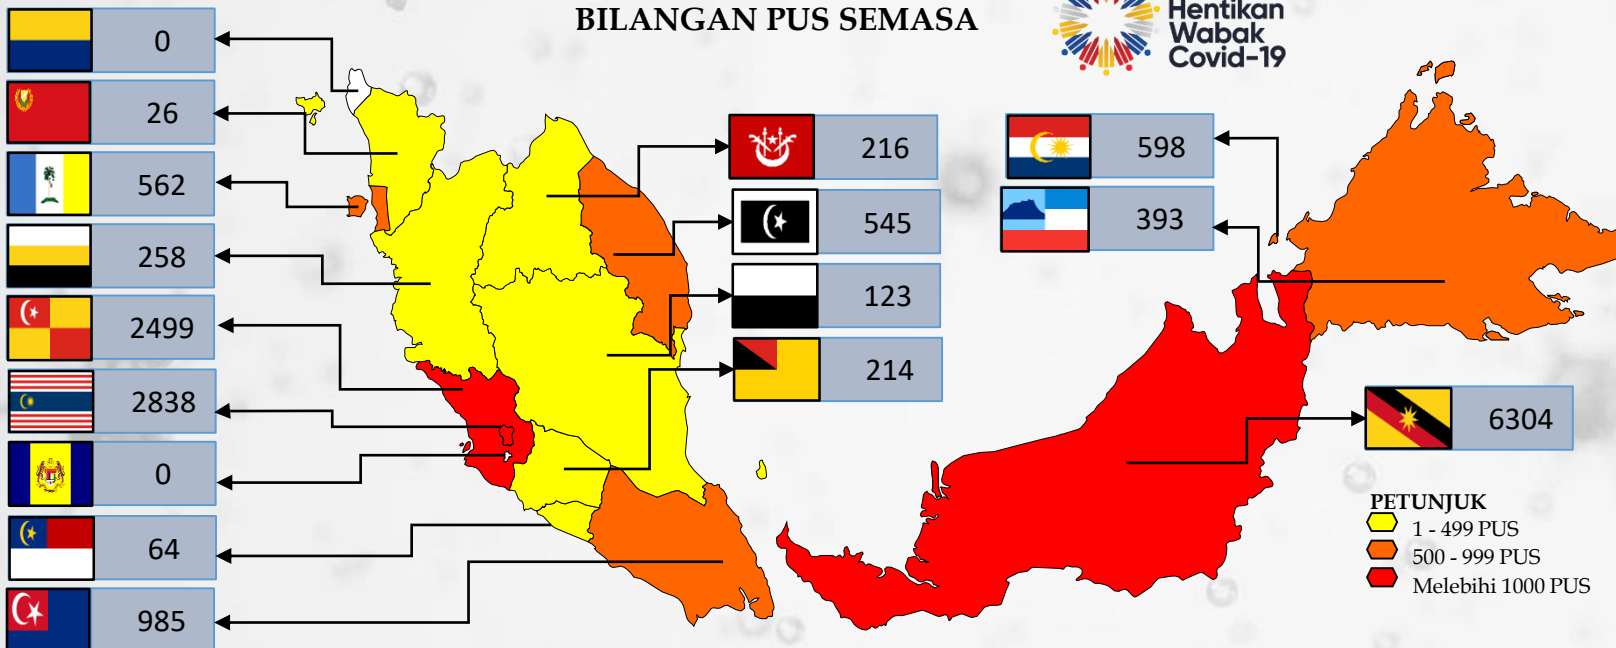 BILANGAN PUS SEMASA
Hentikan
Wabak
Covid-19
0
26
562
258
2499
2838
0
64
985
216
545
123
214
598
393
6304
PETUNJUK
1 - 499 PUS
500 - 999 PUS
Melebihi 1000 PUS